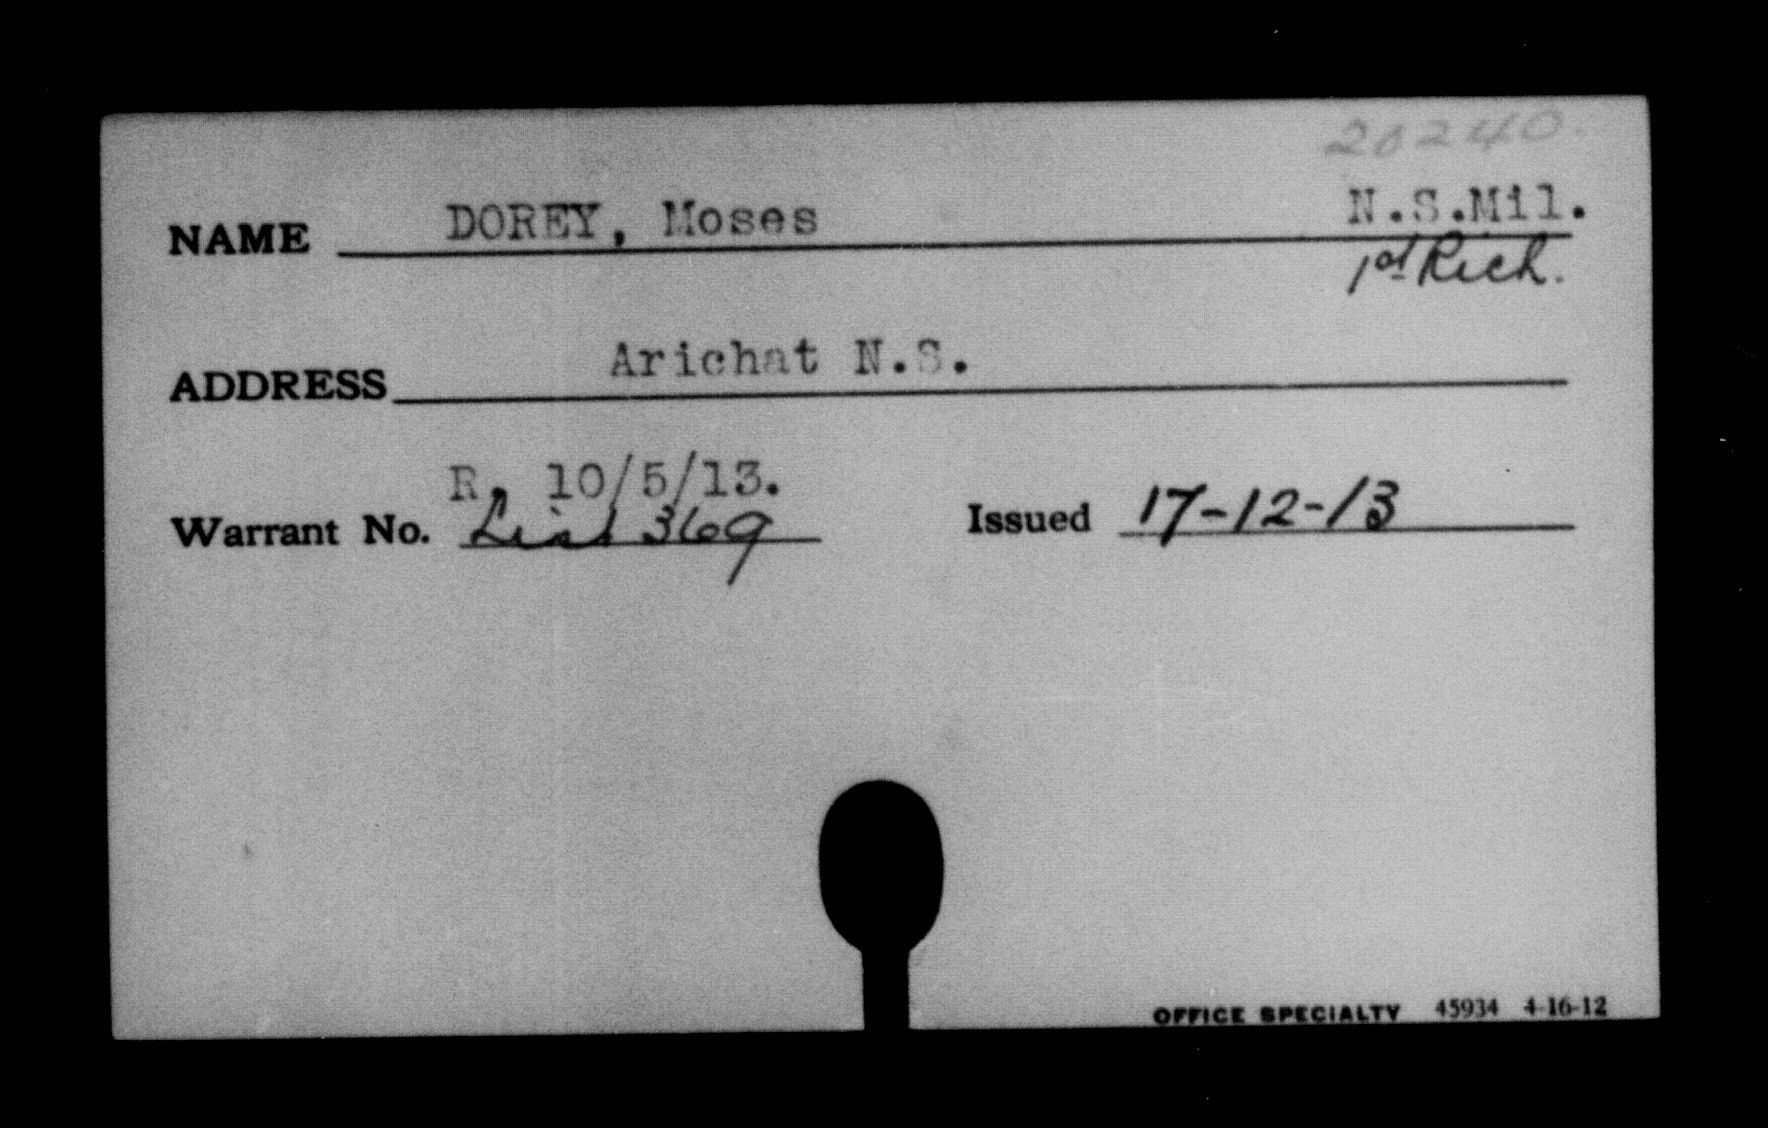 20240.
NAME DOREY, Moses N.S.Mil.
1st Rich.
ADDRESS Arichat N.S.
R, 10/5/13.
Warrant No. List 369 Issued 17-12-13
OFFICE SPECIALTY 45934 4-16-12